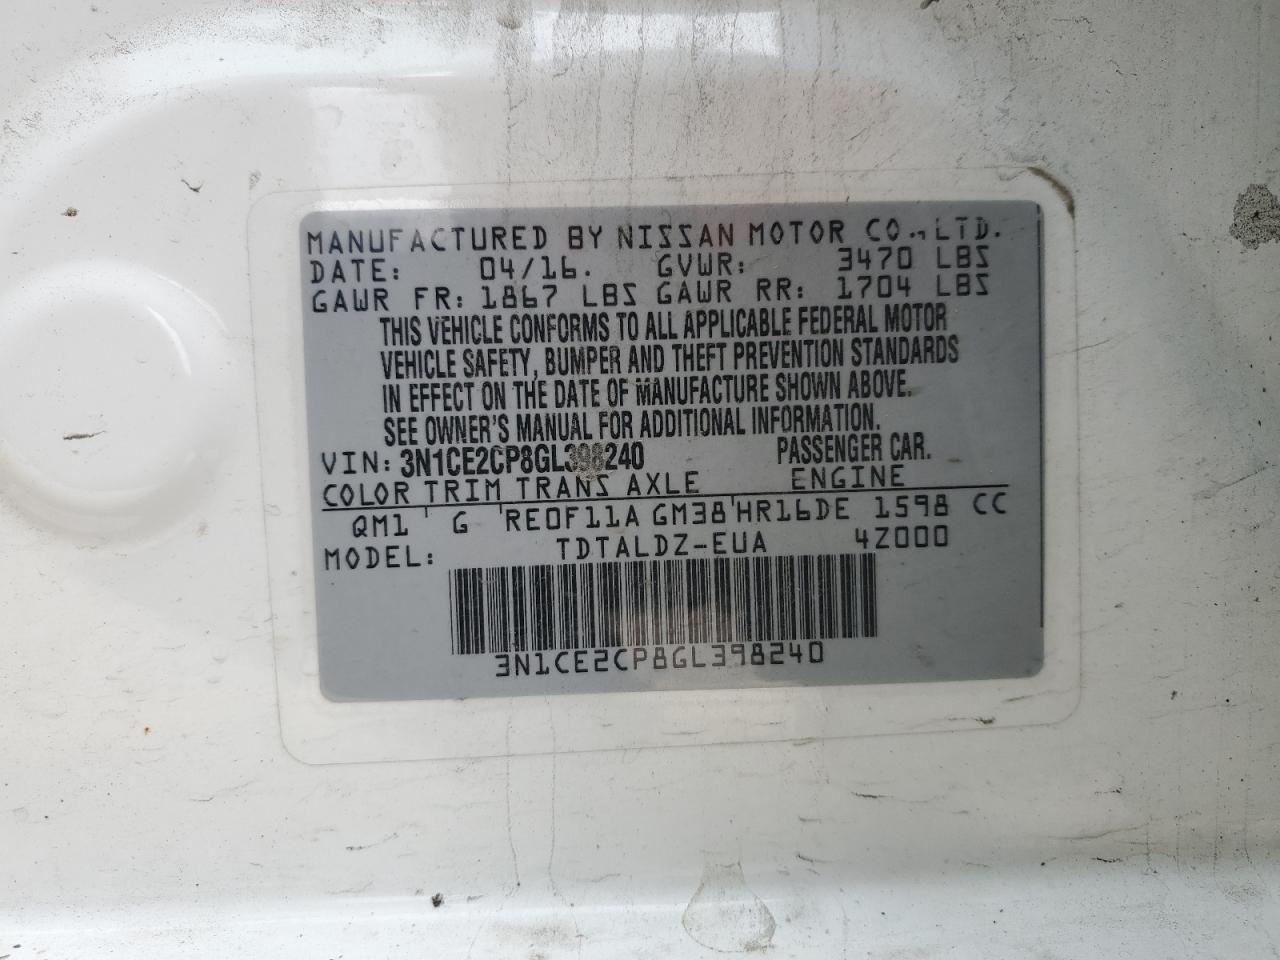 MANUFACTURED BY NISSAN MOTOR CO., LTD.
DATE: 04/16. GVWR: 3470 LBS
GAWR FR: 1867 LBS GAWR RR: 1704 LBS
THIS VEHICLE CONFORMS TO ALL APPLICABLE FEDERAL MOTOR
VEHICLE SAFETY, BUMPER AND THEFT PREVENTION STANDARDS
IN EFFECT ON THE DATE OF MANUFACTURE SHOWN ABOVE.
SEE OWNER'S MANUAL FOR ADDITIONAL INFORMATION.
VIN: 3N1CE2CP8GL398240 PASSENGER CAR.
COLOR TRIM TRANS AXLE ENGINE
QM1 ' G ' RE0F11A GM38 ' HR16DE 1598 CC
MODEL: TDTALDZ-EUA 4Z000
3N1CE2CP8GL398240